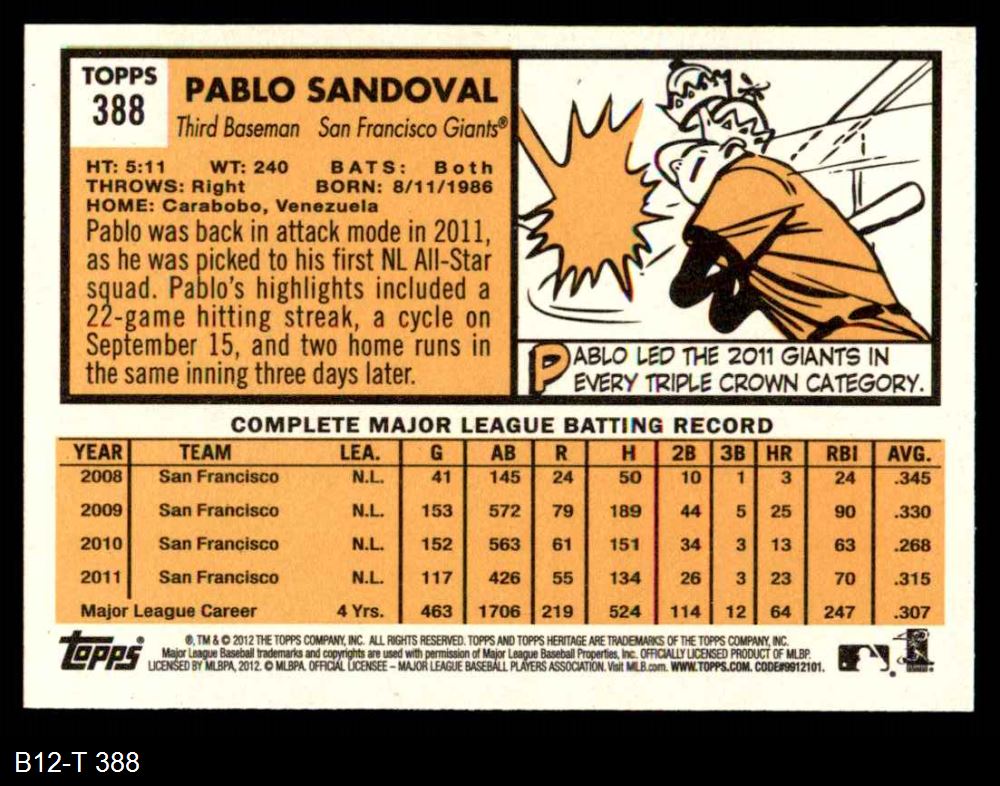 TOPPS
388
PABLO SANDOVAL
Third Baseman San Francisco Giants®
HT: 5:11 WT: 240 BATS: Both
THROWS: Right BORN: 8/11/1986
HOME: Carabobo, Venezuela
Pablo was back in attack mode in 2011,
as he was picked to his first NL All-Star
squad. Pablo's highlights included a
22-game hitting streak, a cycle on
September 15, and two home runs in
the same inning three days later.
PABLO LED THE 2011 GIANTS IN
EVERY TRIPLE CROWN CATEGORY.
COMPLETE MAJOR LEAGUE BATTING RECORD
YEAR TEAM LEA. G AB R H 2B 3B HR RBI AVG.
2008 San Francisco N.L. 41 145 24 50 10 1 3 24 .345
2009 San Francisco N.L. 153 572 79 189 44 5 25 90 .330
2010 San Francisco N.L. 152 563 61 151 34 3 13 63 .268
2011 San Francisco N.L. 117 426 55 134 26 3 23 70 .315
Major League Career 4 Yrs. 463 1706 219 524 114 12 64 247 .307
Topps®
®, TM & © 2012 THE TOPPS COMPANY, INC. ALL RIGHTS RESERVED. TOPPS AND TOPPS HERITAGE ARE TRADEMARKS OF THE TOPPS COMPANY, INC.
Major League Baseball trademarks and copyrights are used with permission of Major League Baseball Properties, Inc. OFFICIALLY LICENSED PRODUCT OF MLBP.
LICENSED BY MLBPA, 2012. © MLBPA. OFFICIAL LICENSEE – MAJOR LEAGUE BASEBALL PLAYERS ASSOCIATION. Visit MLB.com. WWW.TOPPS.COM. CODE#9912101.
B12-T 388